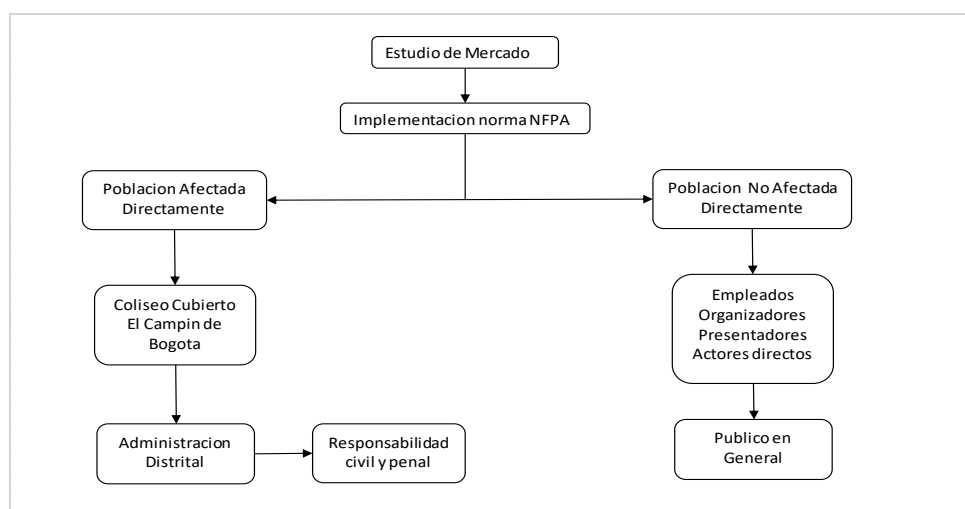 Estudio de Mercado
Implementacion norma NFPA
Poblacion Afectada
Directamente
Poblacion No Afectada
Directamente
Coliseo Cubierto
El Campin de
Bogota
Empleados
Organizadores
Presentadores
Actores directos
Administracion
Distrital
Responsabilidad
civil y penal
Publico en
General